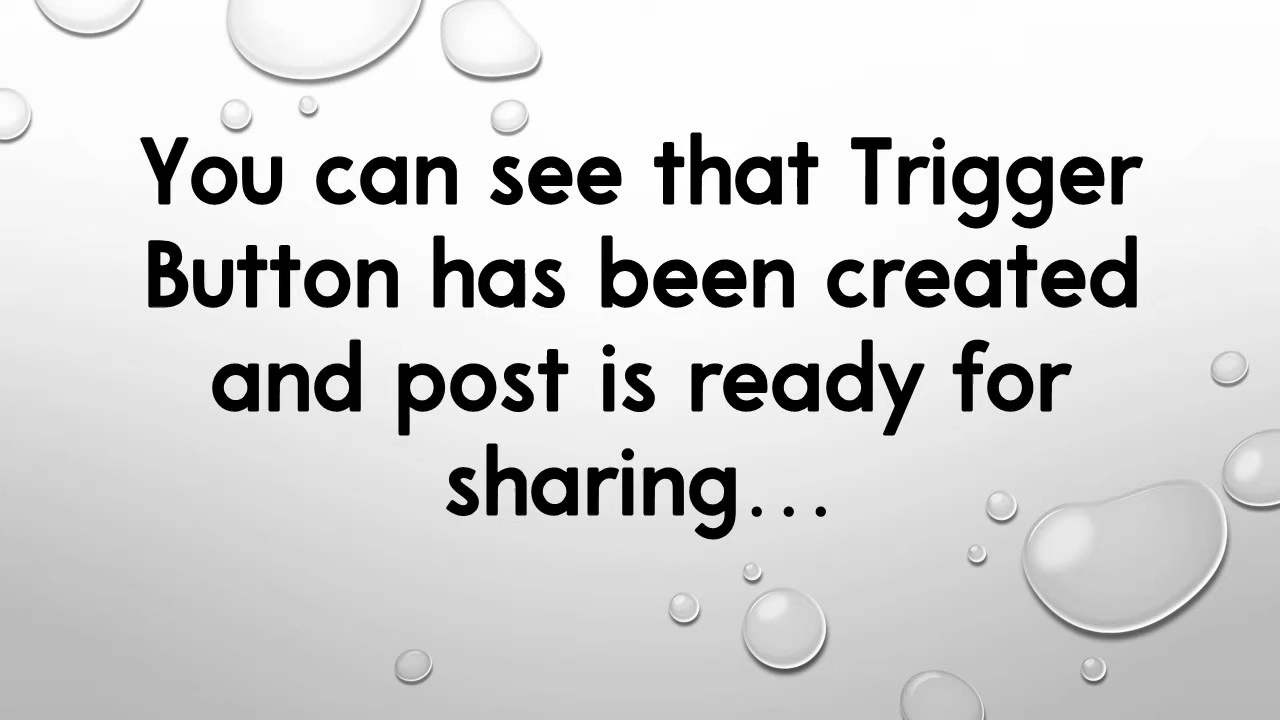 You can see that Trigger
Button has been created
and post is ready for
sharing...